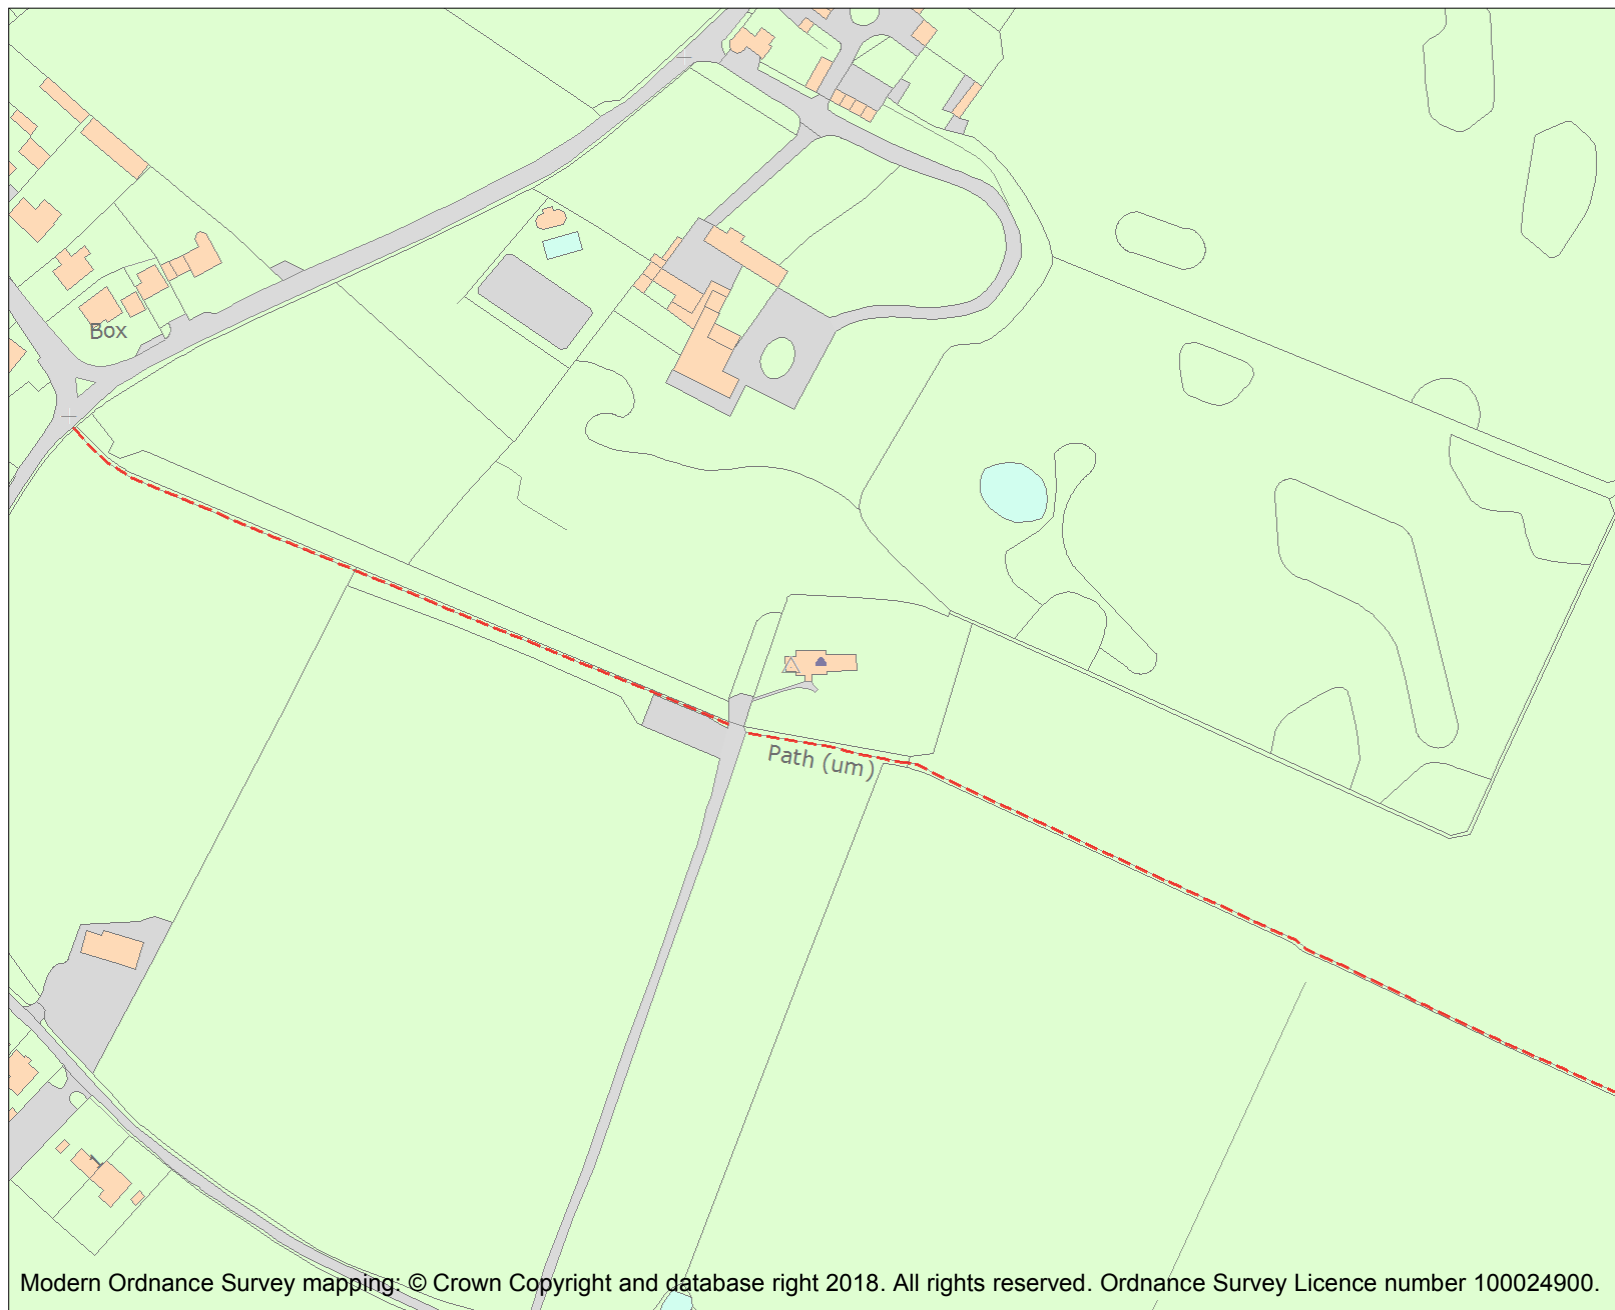 Box
Path (um)
1
Modern Ordnance Survey mapping: © Crown Copyright and database right 2018. All rights reserved. Ordnance Survey Licence number 100024900.